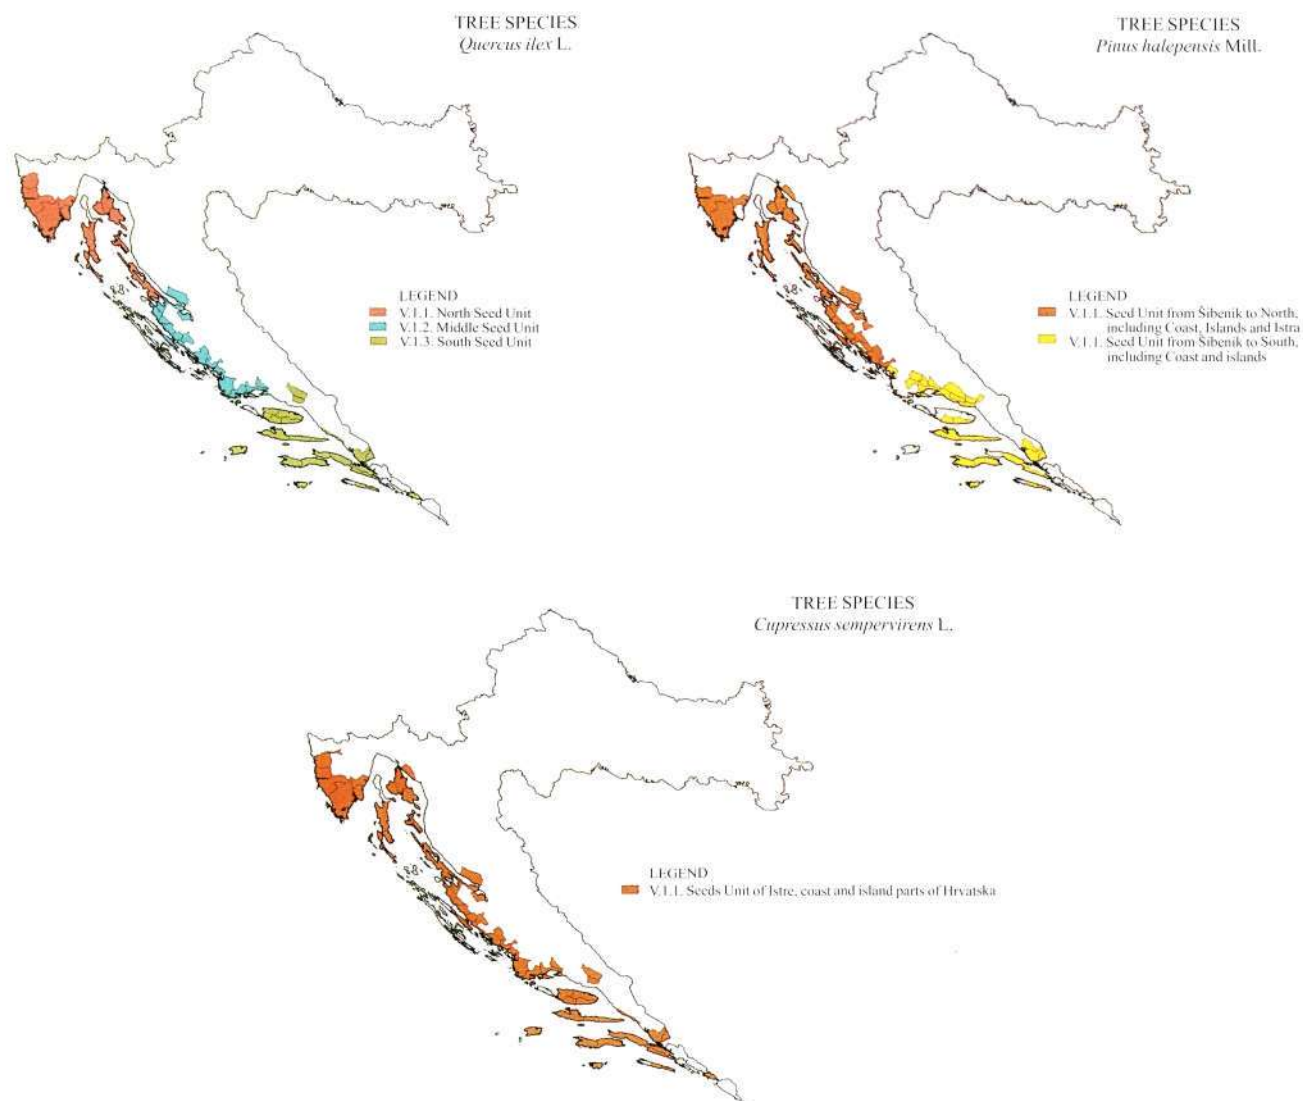 TREE SPECIES
Quercus ilex L.
LEGEND
V.1.1. North Seed Unit
V.1.2. Middle Seed Unit
V.1.3. South Seed Unit
TREE SPECIES
Pinus halepensis Mill.
LEGEND
V.1.1. Seed Unit from Šibenik to North,
including Coast, Islands and Istra
V.1.1. Seed Unit from Šibenik to South,
including Coast and islands
TREE SPECIES
Cupressus sempervirens L.
LEGEND
V.1.1. Seeds Unit of Istre, coast and island parts of Hrvatska